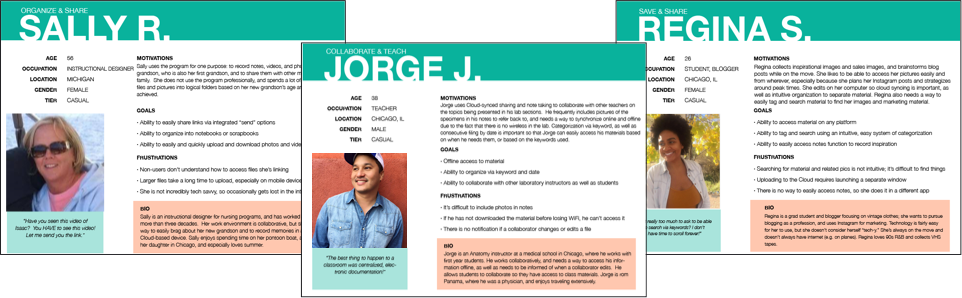 ORGANIZE & SHARE
SALLY R.
AGE 56
OCCUPATION INSTRUCTIONAL DESIGNER
LOCATION MICHIGAN
GENDER FEMALE
TIER CASUAL
"Have you seen this video of
Isaac? You HAVE to see this video!
Let me send you the link."
MOTIVATIONS
Sally uses the program for one purpose: to record notes, videos, and
grandson, who is also her first grandson, and to share them with other
family. She does not use the program professionally, and spends a lot of
files and pictures into logical folders based on her new grandson's age
achieved.
GOALS
- Ability to easily share links via integrated "send" options
- Ability to organize into notebooks or scrapbooks
- Ability to easily and quickly upload and download photos and
FRUSTRATIONS
- Non-users don't understand how to access files she's linking
- Larger files take a long time to upload, especially on mobile
- She is not incredibly tech savvy, so occasionally gets lost in the
BIO
Sally is an instructional designer for nursing programs, and has worked
more than three decades. Her work environment is collaborative, but
way to easily brag about her new grandson and to record memories in
Cloud-based device. Sally enjoys spending time on her pontoon boat,
her daughter in Chicago, and especially loves summer.
COLLABORATE & TEACH
JORGE J.
AGE 38
OCCUPATION TEACHER
LOCATION CHICAGO, IL
GENDER MALE
TIER CASUAL
"The best thing to happen to a
classroom was centralized, elec-
tronic documentation!"
MOTIVATIONS
Jorge uses Cloud-synced sharing and note taking to collaborate with other teachers on
the topics being presented in his lab sections. He frequently includes pictures of the
specimens in his notes to refer back to, and needs a way to synchronize online and offline
due to the fact that there is no wireless in the lab. Categorization via keyword, as well as
consecutive filing by date is important so that Jorge can easily access his materials based
on when he needs them, or based on the keywords used.
GOALS
- Offline access to material
- Ability to organize via keyword and date
- Ability to collaborate with other laboratory instructors as well as students
FRUSTRATIONS
- It's difficult to include photos in notes
- If he has not downloaded the material before losing WiFi, he can't access it
- There is no notification if a collaborator changes or edits a file
BIO
Jorge is an Anatomy instructor at a medical school in Chicago, where he works with
first year students. He works collaboratively, and needs a way to access his infor-
mation offline, as well as needs to be informed of when a collaborator edits. He
allows students to collaborate so they have access to class materials. Jorge is from
Panama, where he was a physician, and enjoys traveling extensively.
SAVE & SHARE
REGINA S.
AGE 28
OCCUPATION STUDENT, BLOGGER
LOCATION CHICAGO, IL
GENDER FEMALE
TIER CASUAL
really too much to ask to be able
search via keywords? I don't
have time to scroll forever!"
MOTIVATIONS
Regina collects inspirational images and sales images, and brainstorms blog
posts while on the move. She likes to be able to access her pictures easily and
from wherever, especially because she plans her Instagram posts and strategizes
around peak times. She edits on her computer so cloud syncing is important, as
well as intuitive organization to separate material. Regina also needs a way to
easily tag and search material to find her images and marketing material.
GOALS
- Ability to access material on any platform
- Ability to tag and search using an intuitive, easy system of categorization
- Ability to easily access notes function to record inspiration
FRUSTRATIONS
- Searching for material and related pics is not intuitive; it's difficult to find things
- Uploading to the Cloud requires launching a separate window
- There is no way to easily access notes, so she does it in a different app
BIO
Regina is a grad student and blogger focusing on vintage clothes; she wants to pursue
blogging as a profession, and uses Instagram for marketing. Technology is fairly easy
for her to use, but she doesn't consider herself "tech-y." She's always on the move and
doesn't always have internet (e.g. on planes). Regina loves 90s R&B and collects VHG
tapes.